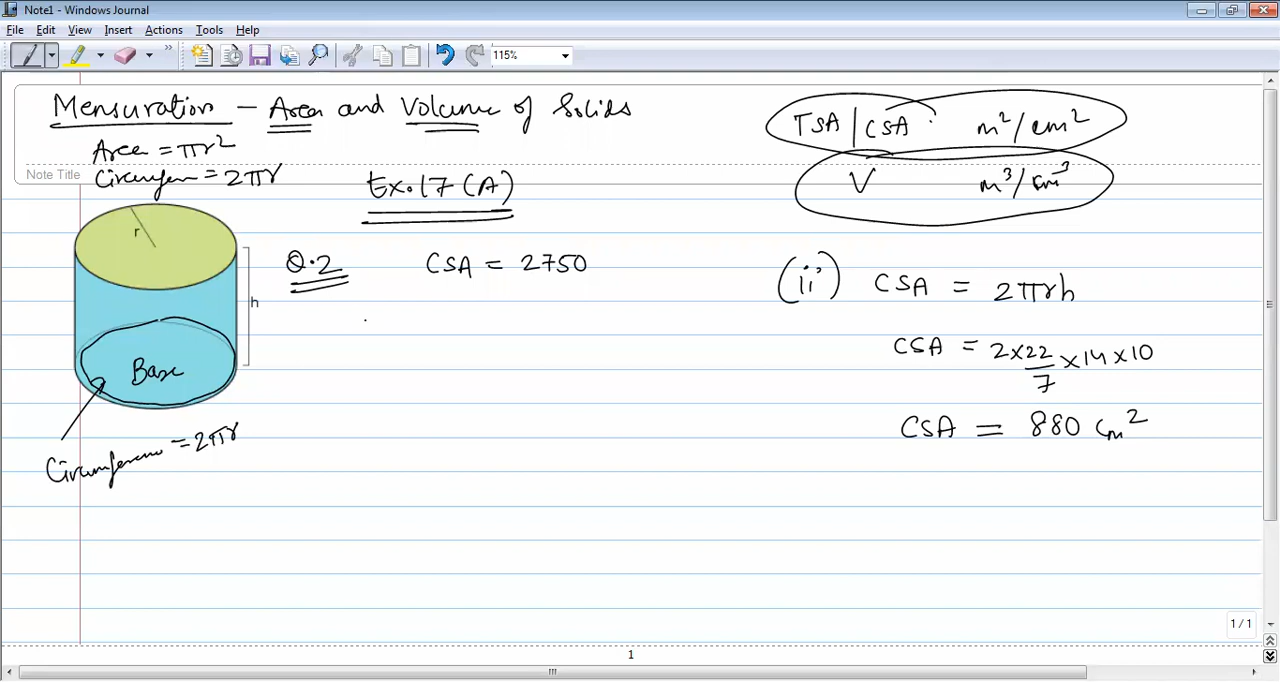 Note1 - Windows Journal
File Edit View Insert Actions Tools Help
115%
Mensuration – Area and Volume of Solids
Area = πr²
Note Title
Circumfen = 2πr
Ex.17 (A)
TSA | CSA m²/cm²
V m³/cm³
r
h
Base
Circumference = 2πr
Q.2 CSA = 2750
(ii) CSA = 2πrh
CSA = 2×22/7 ×14×10
CSA = 880 cm²
1 / 1
1